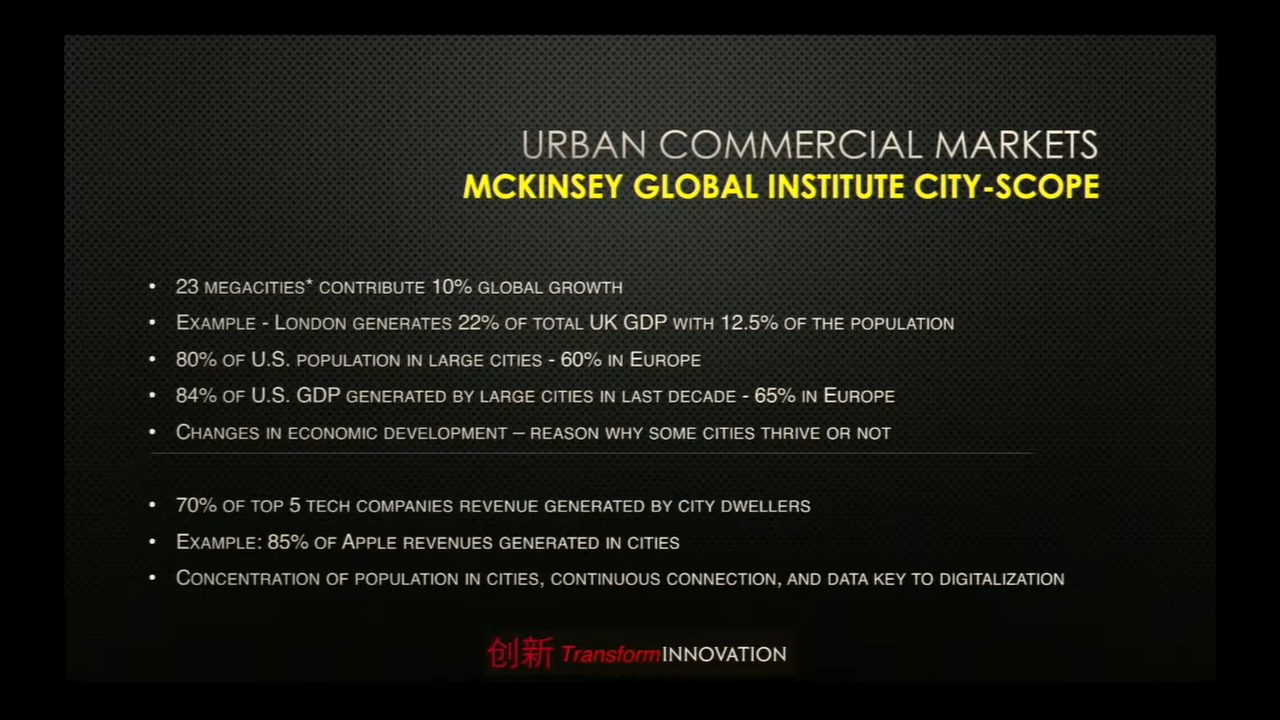 URBAN COMMERCIAL MARKETS
MCKINSEY GLOBAL INSTITUTE CITY-SCOPE
• 23 MEGACITIES* CONTRIBUTE 10% GLOBAL GROWTH
• EXAMPLE - LONDON GENERATES 22% OF TOTAL UK GDP WITH 12.5% OF THE POPULATION
• 80% OF U.S. POPULATION IN LARGE CITIES - 60% IN EUROPE
• 84% OF U.S. GDP GENERATED BY LARGE CITIES IN LAST DECADE - 65% IN EUROPE
• CHANGES IN ECONOMIC DEVELOPMENT – REASON WHY SOME CITIES THRIVE OR NOT
• 70% OF TOP 5 TECH COMPANIES REVENUE GENERATED BY CITY DWELLERS
• EXAMPLE: 85% OF APPLE REVENUES GENERATED IN CITIES
• CONCENTRATION OF POPULATION IN CITIES, CONTINUOUS CONNECTION, AND DATA KEY TO DIGITALIZATION
创新 TransformINNOVATION